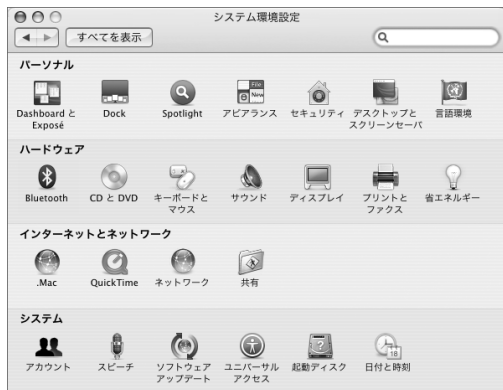 システム環境設定
すべてを表示
パーソナル
Dashboard と Exposé
Dock
Spotlight
アピアランス
セキュリティ
デスクトップと スクリーンセーバ
言語環境
ハードウェア
Bluetooth
CD と DVD
キーボードと マウス
サウンド
ディスプレイ
プリントと ファクス
省エネルギー
インターネットとネットワーク
.Mac
QuickTime
ネットワーク
共有
システム
アカウント
スピーチ
ソフトウェア アップデート
ユニバーサル アクセス
起動ディスク
日付と時刻